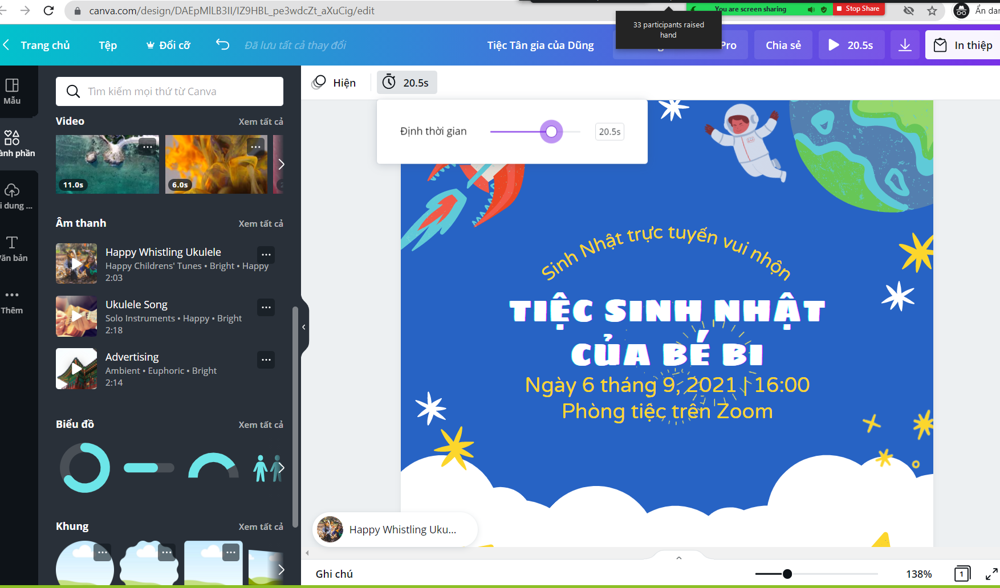 canva.com/design/DAEpMlLB3II/IZ9HBL_pe3wdcZt_aXuCig/edit
You are screen sharing
Stop Share
33 participants raised
hand
Ẩn dan
Trang chủ
Tệp
Đổi cỡ
Đã lưu tất cả thay đổi
Tiệc Tân gia của Dũng
Pro
Chia sẻ
20.5s
In thiệp
Mẫu
ành phần
i dung ...
Văn bản
Thêm
Tìm kiếm mọi thứ từ Canva
Video
Xem tất cả
11.0s
6.0s
Âm thanh
Xem tất cả
Happy Whistling Ukulele
Happy Childrens' Tunes • Bright • Happy
2:03
Ukulele Song
Solo Instruments • Happy • Bright
2:18
Advertising
Ambient • Euphoric • Bright
2:14
Biểu đồ
Xem tất cả
Khung
Xem tất cả
Hiện
20.5s
Định thời gian
20.5s
Sinh Nhật trực tuyến vui nhộn
TIỆC SINH NHẬT
CỦA BÉ BI
Ngày 6 tháng 9, 2021 | 16:00
Phòng tiệc trên Zoom
Happy Whistling Uku...
Ghi chú
138%
1